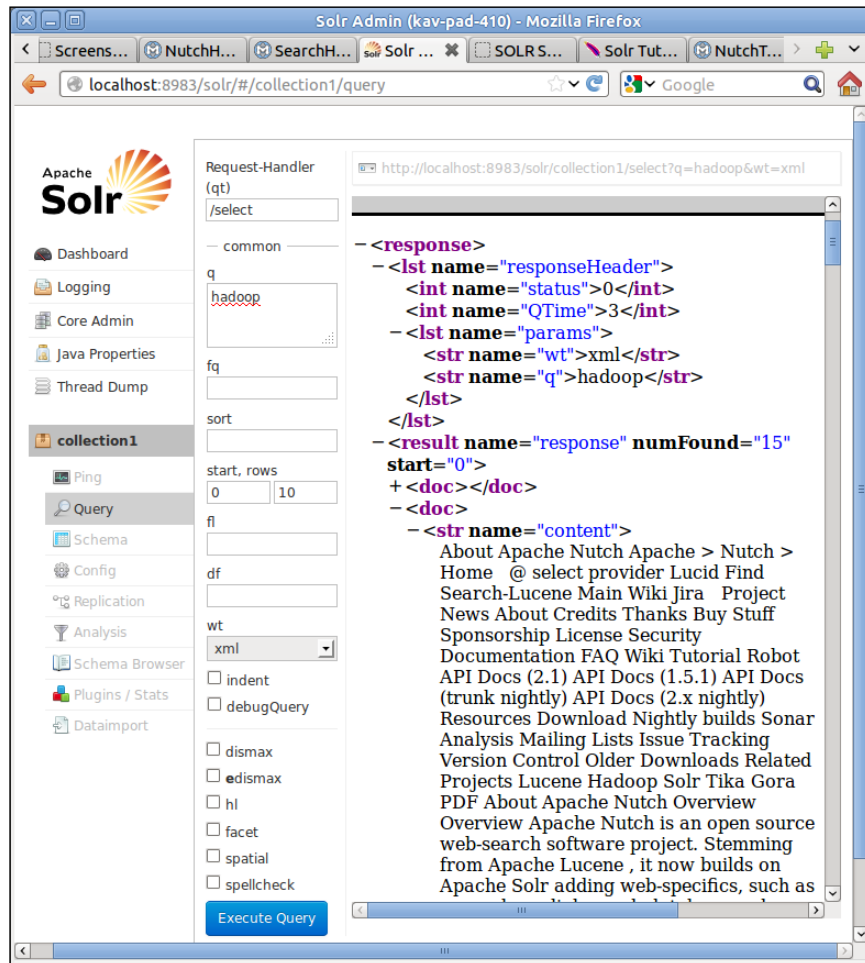 Solr Admin (kav-pad-410) - Mozilla Firefox
Screens... NutchH... SearchH... Solr ... SOLR S... Solr Tut... NutchT...
localhost:8983/solr/#/collection1/query
Google
Apache
Solr
Dashboard
Logging
Core Admin
Java Properties
Thread Dump
collection1
Ping
Query
Schema
Config
Replication
Analysis
Schema Browser
Plugins / Stats
Dataimport
Request-Handler
(qt)
/select
common
q
hadoop
fq
sort
start, rows
0 10
fl
df
wt
xml
indent
debugQuery
dismax
edismax
hl
facet
spatial
spellcheck
Execute Query
http://localhost:8983/solr/collection1/select?q=hadoop&wt=xml
−<response>
−<lst name="responseHeader">
<int name="status">0</int>
<int name="QTime">3</int>
−<lst name="params">
<str name="wt">xml</str>
<str name="q">hadoop</str>
</lst>
</lst>
−<result name="response" numFound="15"
start="0">
+<doc></doc>
−<doc>
−<str name="content">
About Apache Nutch Apache > Nutch >
Home @ select provider Lucid Find
Search-Lucene Main Wiki Jira Project
News About Credits Thanks Buy Stuff
Sponsorship License Security
Documentation FAQ Wiki Tutorial Robot
API Docs (2.1) API Docs (1.5.1) API Docs
(trunk nightly) API Docs (2.x nightly)
Resources Download Nightly builds Sonar
Analysis Mailing Lists Issue Tracking
Version Control Older Downloads Related
Projects Lucene Hadoop Solr Tika Gora
PDF About Apache Nutch Overview
Overview Apache Nutch is an open source
web-search software project. Stemming
from Apache Lucene , it now builds on
Apache Solr adding web-specifics, such as